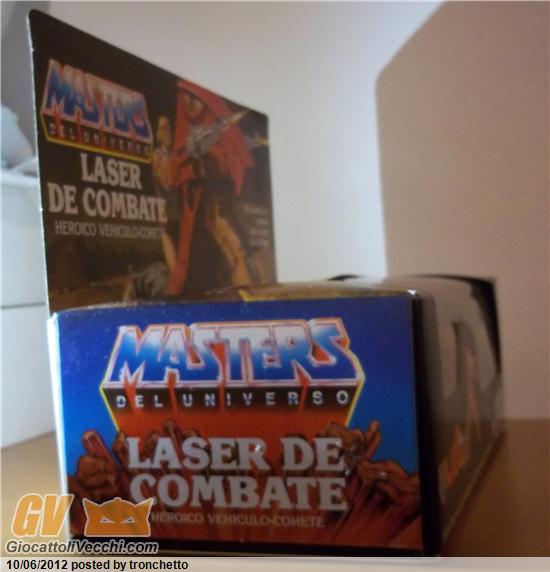 MASTERS
DEL UNIVERSO
LASER
DE COMBATE
HEROICO VEHICULO-COHETE
MASTERS
DEL UNIVERSO
LASER DE
COMBATE
HEROICO VEHICULO-COHETE
GV
GiocattoliVecchi.com
10/06/2012 posted by tronchetto